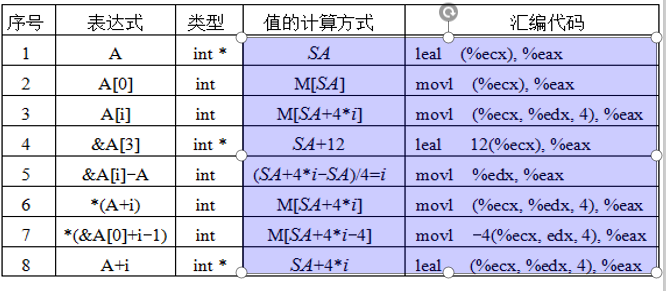 序号 表达式 类型 值的计算方式 汇编代码
1 A int * SA leal (%ecx), %eax
2 A[0] int M[SA] movl (%ecx), %eax
3 A[i] int M[SA+4*i] movl (%ecx, %edx, 4), %eax
4 &A[3] int * SA+12 leal 12(%ecx), %eax
5 &A[i]−A int (SA+4*i−SA)/4=i movl %edx, %eax
6 *(A+i) int M[SA+4*i] movl (%ecx, %edx, 4), %eax
7 *(&A[0]+i−1) int M[SA+4*i−4] movl −4(%ecx, edx, 4), %eax
8 A+i int * SA+4*i leal (%ecx, %edx, 4), %eax